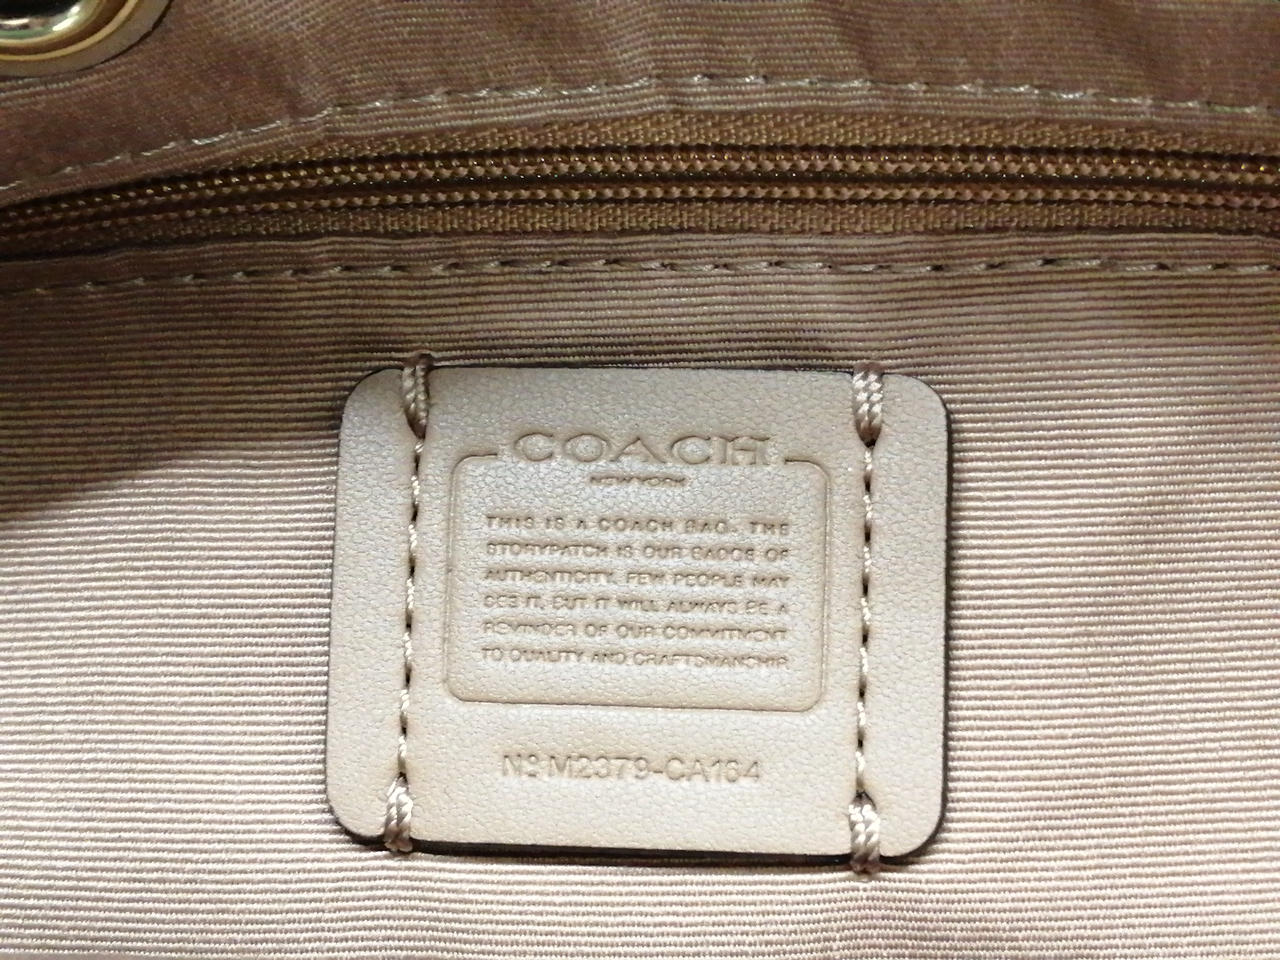 COACH
NEW YORK
THIS IS A COACH BAG. THE
STORYPATCH IS OUR BADGE OF
AUTHENTICITY. FEW PEOPLE MAY
SEE IT, BUT IT WILL ALWAYS BE A
REMINDER OF OUR COMMITMENT
TO QUALITY AND CRAFTSMANSHIP.
Nº M2379-CA164